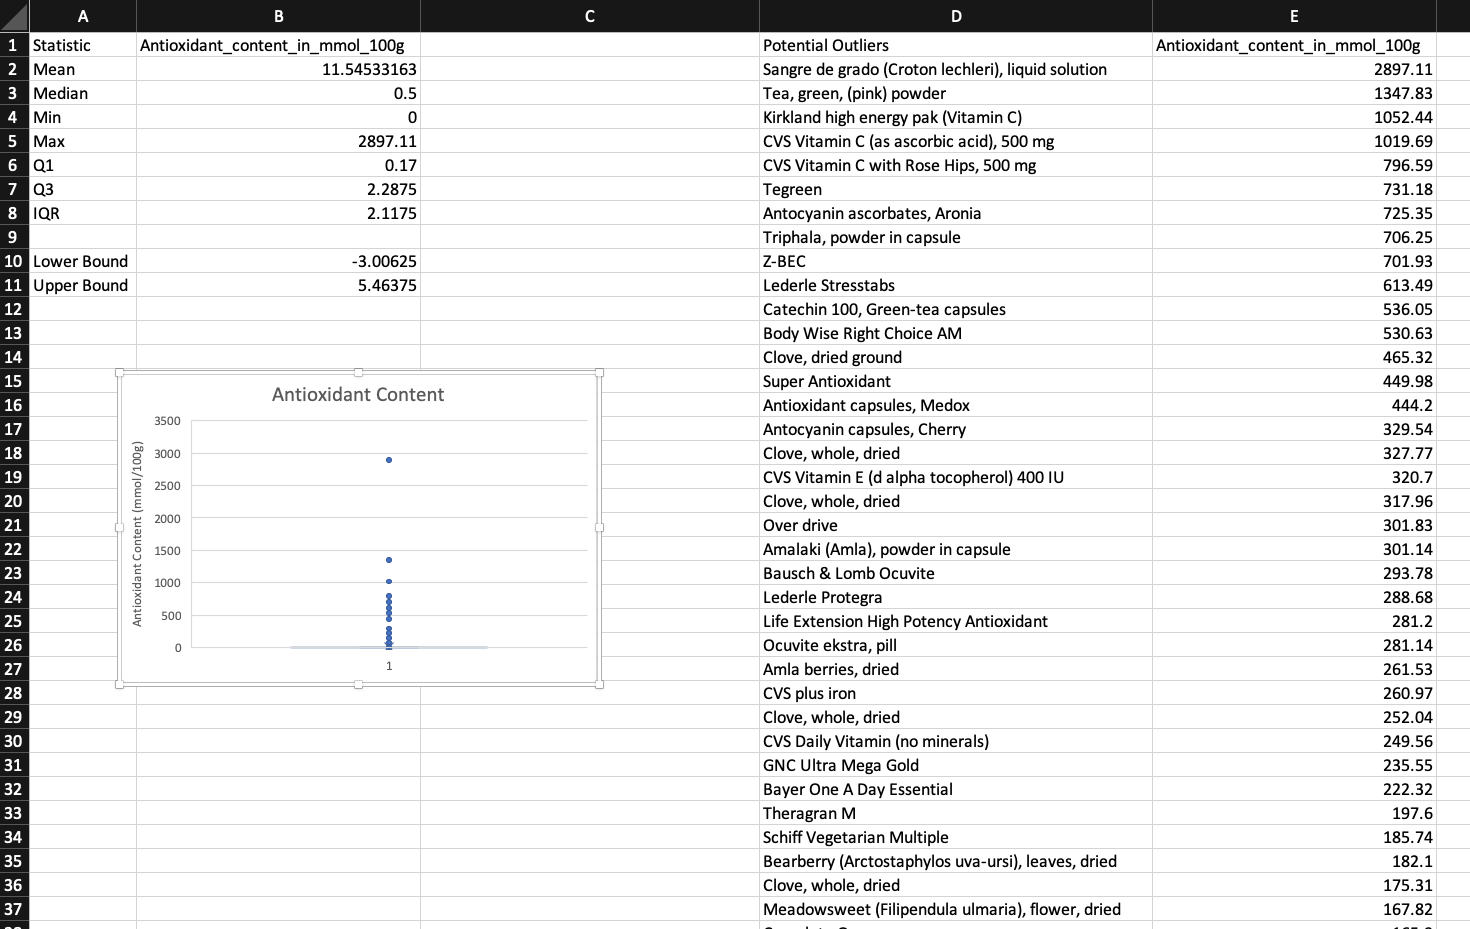 A B C D E
1 Statistic Antioxidant_content_in_mmol_100g Potential Outliers Antioxidant_content_in_mmol_100g
2 Mean 11.54533163 Sangre de grado (Croton lechleri), liquid solution 2897.11
3 Median 0.5 Tea, green, (pink) powder 1347.83
4 Min 0 Kirkland high energy pak (Vitamin C) 1052.44
5 Max 2897.11 CVS Vitamin C (as ascorbic acid), 500 mg 1019.69
6 Q1 0.17 CVS Vitamin C with Rose Hips, 500 mg 796.59
7 Q3 2.2875 Tegreen 731.18
8 IQR 2.1175 Antocyanin ascorbates, Aronia 725.35
9 Triphala, powder in capsule 706.25
10 Lower Bound -3.00625 Z-BEC 701.93
11 Upper Bound 5.46375 Lederle Stresstabs 613.49
12 Catechin 100, Green-tea capsules 536.05
13 Body Wise Right Choice AM 530.63
14 Clove, dried ground 465.32
15 Super Antioxidant 449.98
16 Antioxidant capsules, Medox 444.2
17 Antocyanin capsules, Cherry 329.54
18 Clove, whole, dried 327.77
19 CVS Vitamin E (d alpha tocopherol) 400 IU 320.7
20 Clove, whole, dried 317.96
21 Over drive 301.83
22 Amalaki (Amla), powder in capsule 301.14
23 Bausch & Lomb Ocuvite 293.78
24 Lederle Protegra 288.68
25 Life Extension High Potency Antioxidant 281.2
26 Ocuvite ekstra, pill 281.14
27 Amla berries, dried 261.53
28 CVS plus iron 260.97
29 Clove, whole, dried 252.04
30 CVS Daily Vitamin (no minerals) 249.56
31 GNC Ultra Mega Gold 235.55
32 Bayer One A Day Essential 222.32
33 Theragran M 197.6
34 Schiff Vegetarian Multiple 185.74
35 Bearberry (Arctostaphylos uva-ursi), leaves, dried 182.1
36 Clove, whole, dried 175.31
37 Meadowsweet (Filipendula ulmaria), flower, dried 167.82
Antioxidant Content
Antioxidant Content (mmol/100g)
3500
3000
2500
2000
1500
1000
500
0
1